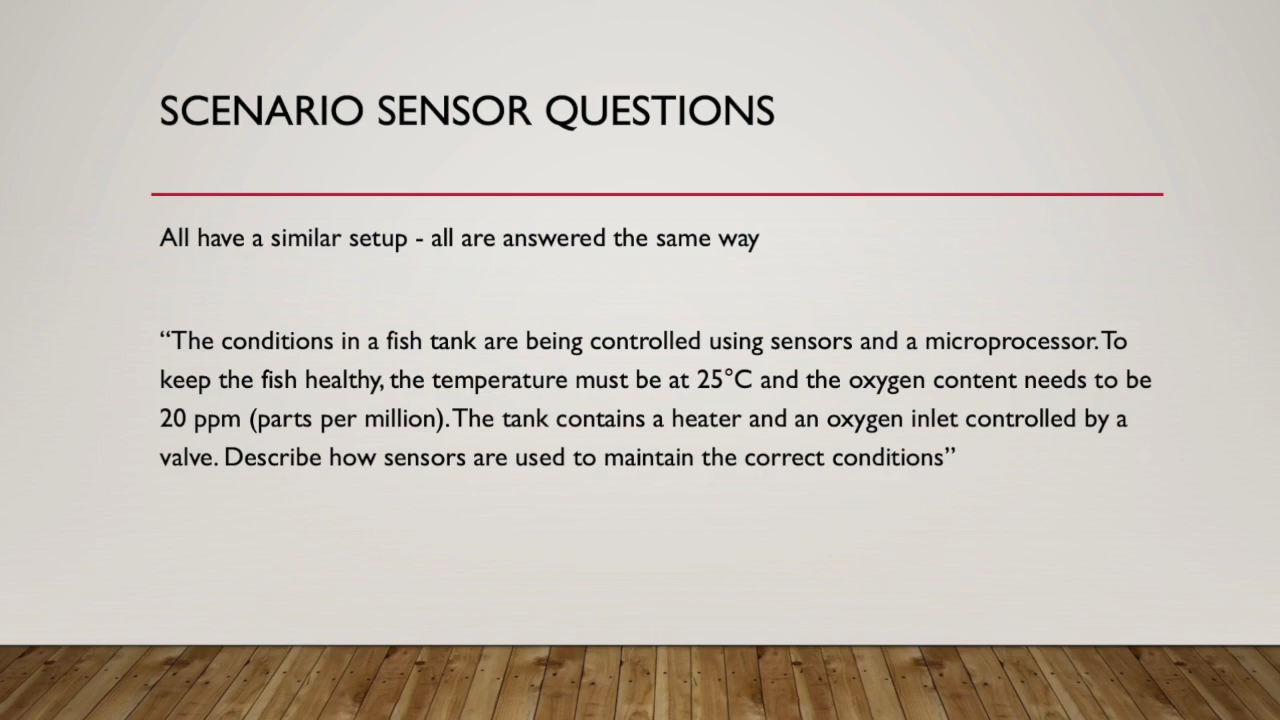 SCENARIO SENSOR QUESTIONS
All have a similar setup - all are answered the same way
“The conditions in a fish tank are being controlled using sensors and a microprocessor. To
keep the fish healthy, the temperature must be at 25°C and the oxygen content needs to be
20 ppm (parts per million). The tank contains a heater and an oxygen inlet controlled by a
valve. Describe how sensors are used to maintain the correct conditions”